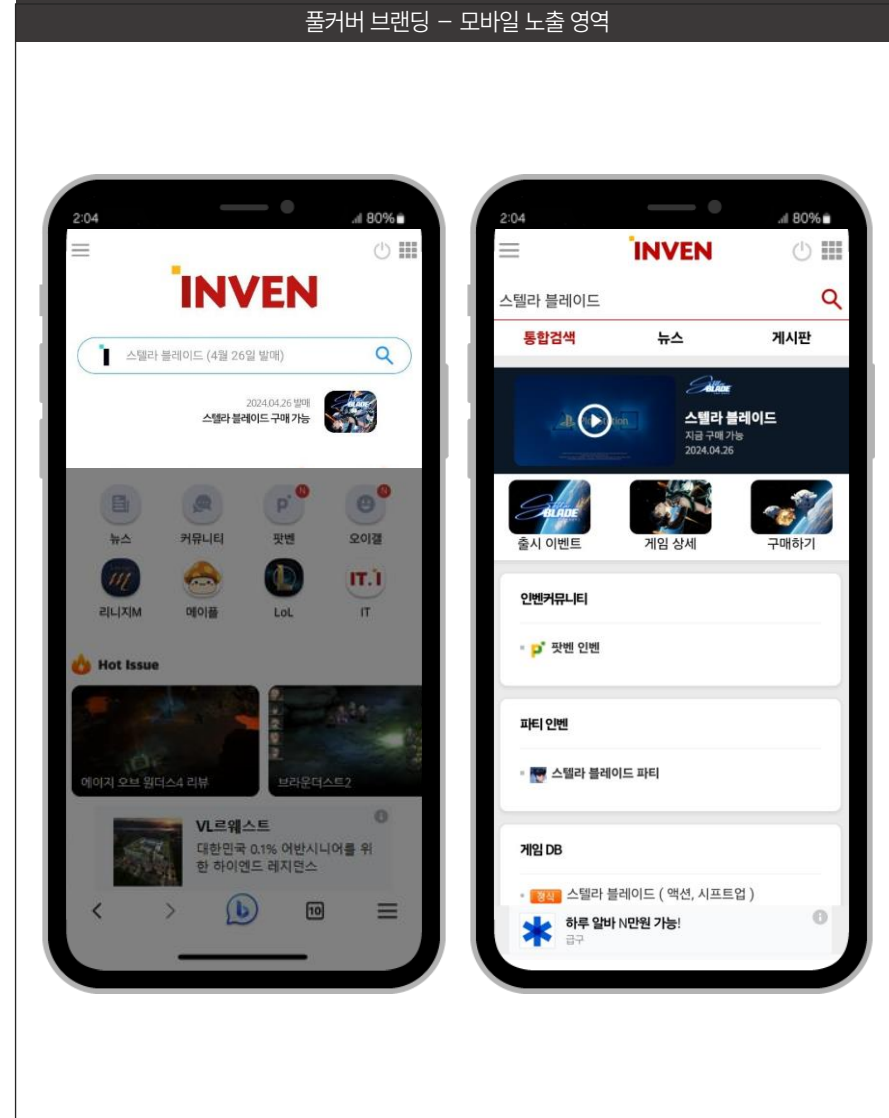 풀커버 브랜딩 – 모바일 노출 영역
2:04
80%
INVEN
스텔라 블레이드 (4월 26일 발매)
2024.04.26 발매
스텔라 블레이드 구매 가능
뉴스
커뮤니티
팟벤
오이갤
리니지M
메이플
LoL
IT
Hot Issue
에이지 오브 원더스4 리뷰
브라운더스트2
VL르웨스트
대한민국 0.1% 어반시니어를 위
한 하이엔드 레지던스
10
2:04
80%
INVEN
스텔라 블레이드
통합검색
뉴스
게시판
PlayStation
Stellar BLADE
스텔라 블레이드
지금 구매 가능
2024.04.26
출시 이벤트
게임 상세
구매하기
인벤커뮤니티
팟벤 인벤
파티 인벤
스텔라 블레이드 파티
게임 DB
정식 스텔라 블레이드 ( 액션, 시프트업 )
하루 알바 N만원 가능!
급구